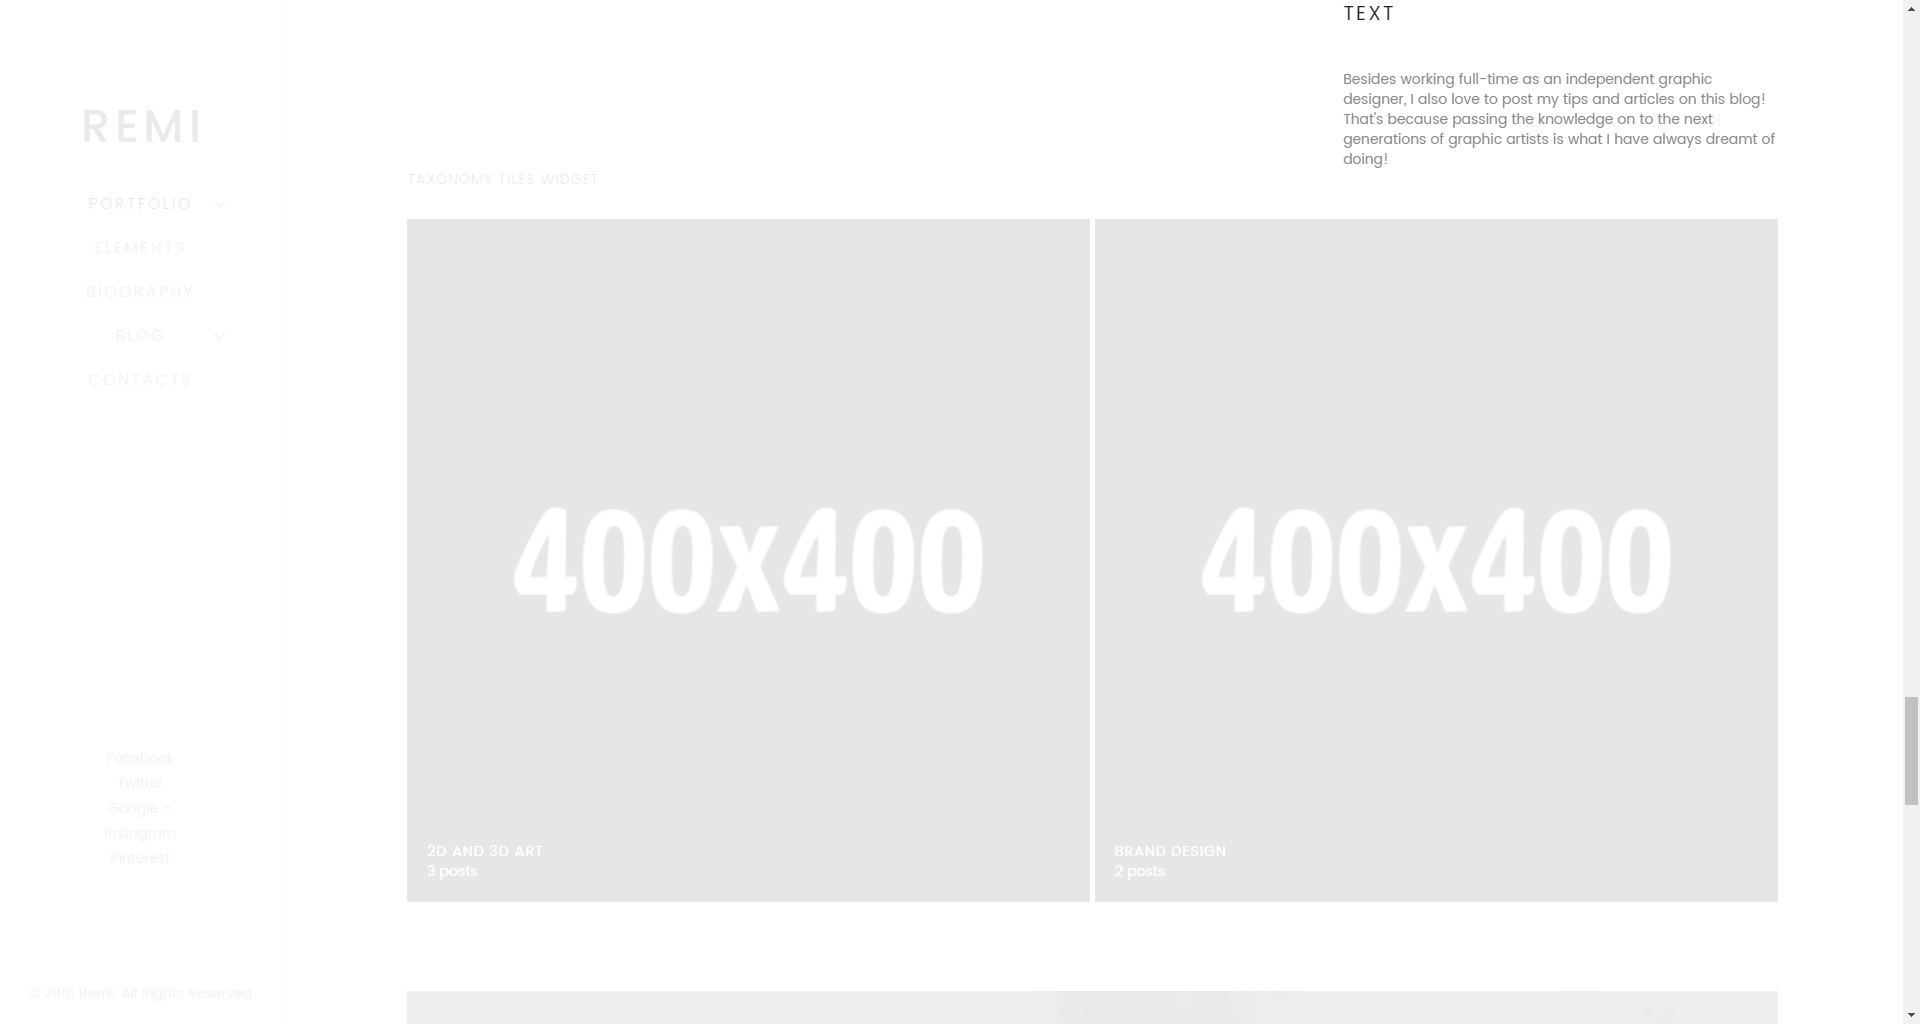 REMI
PORTFOLIO
ELEMENTS
BIOGRAPHY
BLOG
CONTACTS
Facebook
Twitter
Google +
Instagram
Pinterest
© 2016 Remi. All Rights Reserved
TEXT
Besides working full-time as an independent graphic
designer, I also love to post my tips and articles on this blog!
That's because passing the knowledge on to the next
generations of graphic artists is what I have always dreamt of
doing!
TAXONOMY TILES WIDGET
400x400
2D AND 3D ART
3 posts
400x400
BRAND DESIGN
2 posts